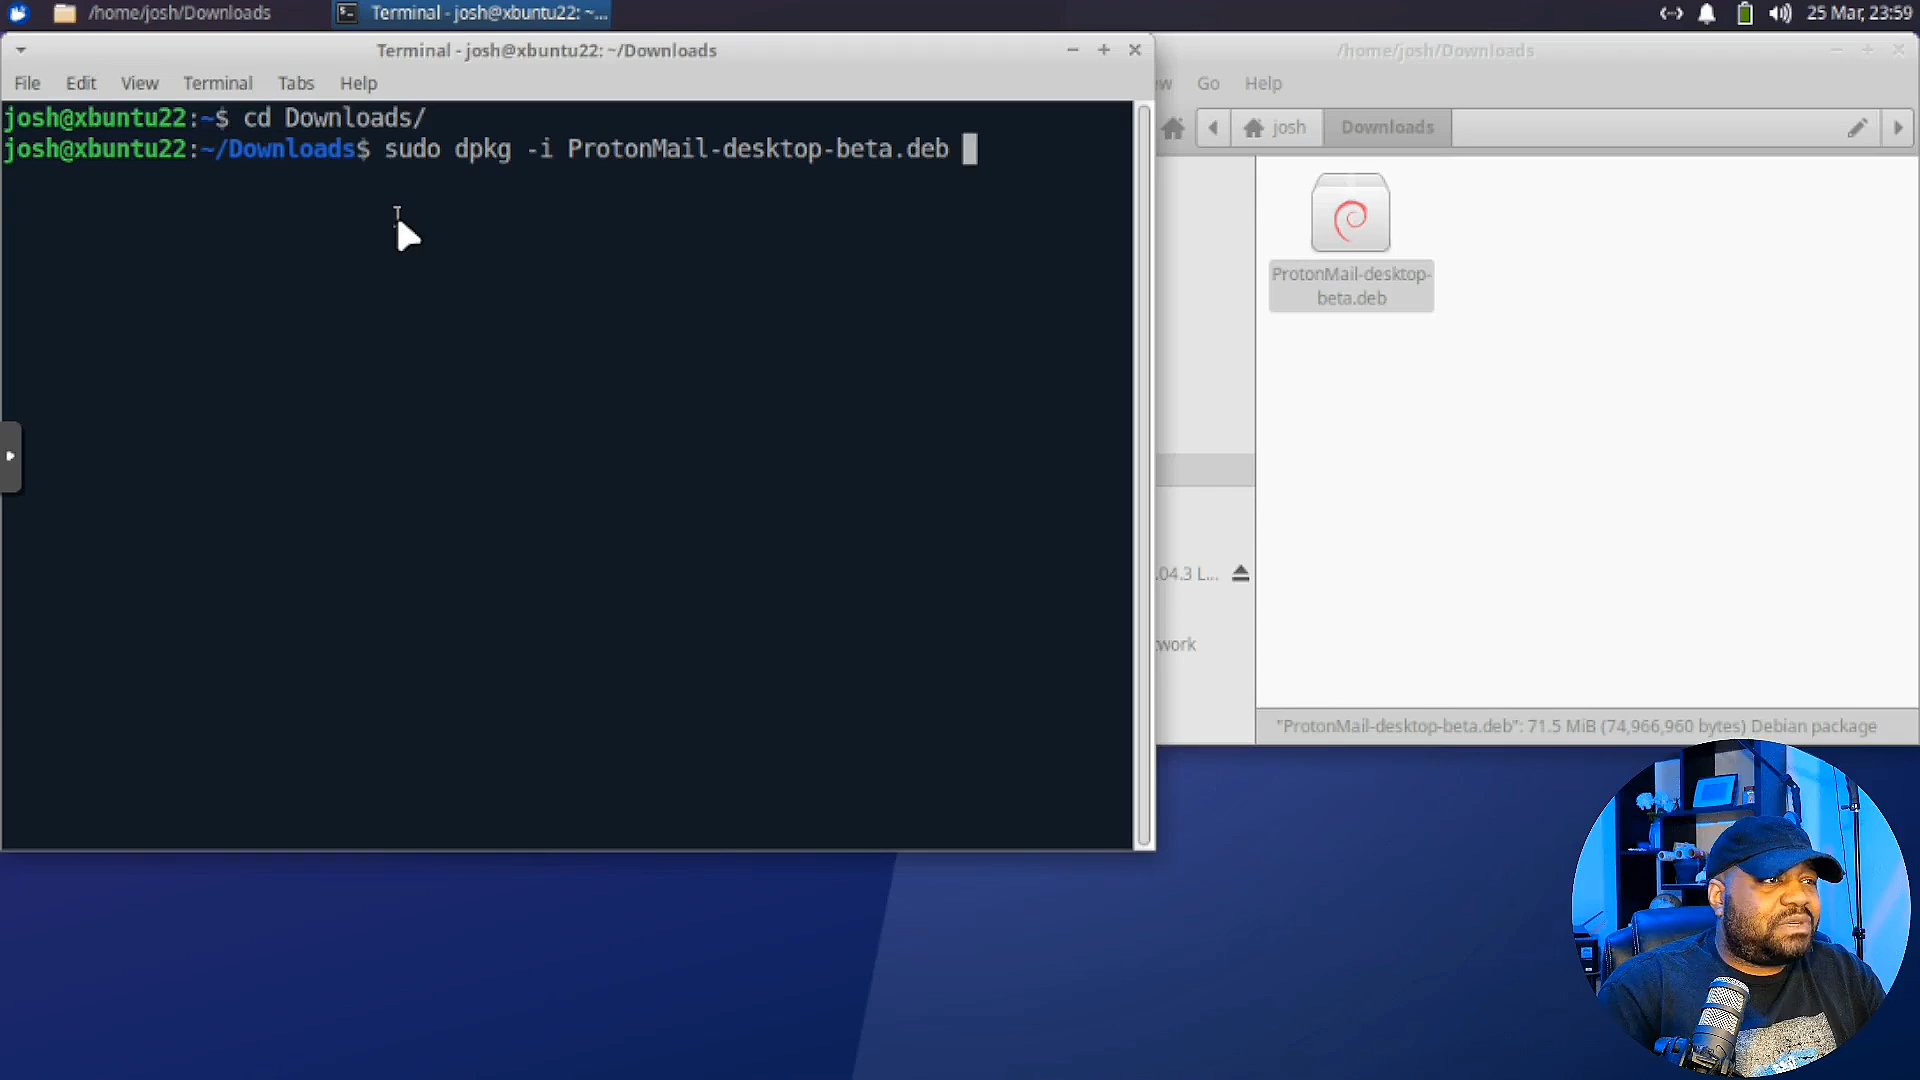 /home/josh/Downloads
Terminal - josh@xbuntu22: ~...
25 Mar, 23:59
Terminal - josh@xbuntu22: ~/Downloads
File Edit View Terminal Tabs Help
josh@xbuntu22:~$ cd Downloads/
josh@xbuntu22:~/Downloads$ sudo dpkg -i ProtonMail-desktop-beta.deb
/home/josh/Downloads
ew Go Help
josh Downloads
ProtonMail-desktop-
beta.deb
.04.3 L...
twork
"ProtonMail-desktop-beta.deb": 71.5 MiB (74,966,960 bytes) Debian package